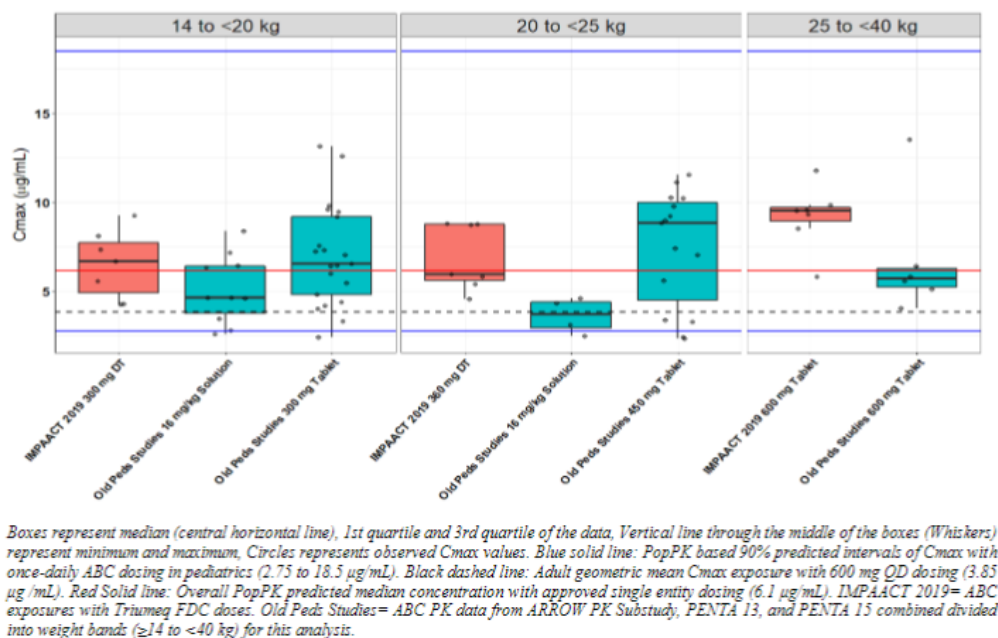 14 to <20 kg
20 to <25 kg
25 to <40 kg
15
10
5
Cmax (µg/mL)
IMPAACT 2019 300 mg DT
Old Peds Studies 16 mg/kg Solution
Old Peds Studies 300 mg Tablet
IMPAACT 2019 360 mg DT
Old Peds Studies 16 mg/kg Solution
Old Peds Studies 450 mg Tablet
IMPAACT 2019 600 mg Tablet
Old Peds Studies 600 mg Tablet
Boxes represent median (central horizontal line), 1st quartile and 3rd quartile of the data, Vertical line through the middle of the boxes (Whiskers)
represent minimum and maximum, Circles represents observed Cmax values. Blue solid line: PopPK based 90% predicted intervals of Cmax with
once-daily ABC dosing in pediatrics (2.75 to 18.5 µg/mL). Black dashed line: Adult geometric mean Cmax exposure with 600 mg QD dosing (3.85
µg /mL). Red Solid line: Overall PopPK predicted median concentration with approved single entity dosing (6.1 µg/mL). IMPAACT 2019= ABC
exposures with Triumeq FDC doses. Old Peds Studies= ABC PK data from ARROW PK Substudy, PENTA 13, and PENTA 15 combined divided
into weight bands (≥14 to <40 kg) for this analysis.